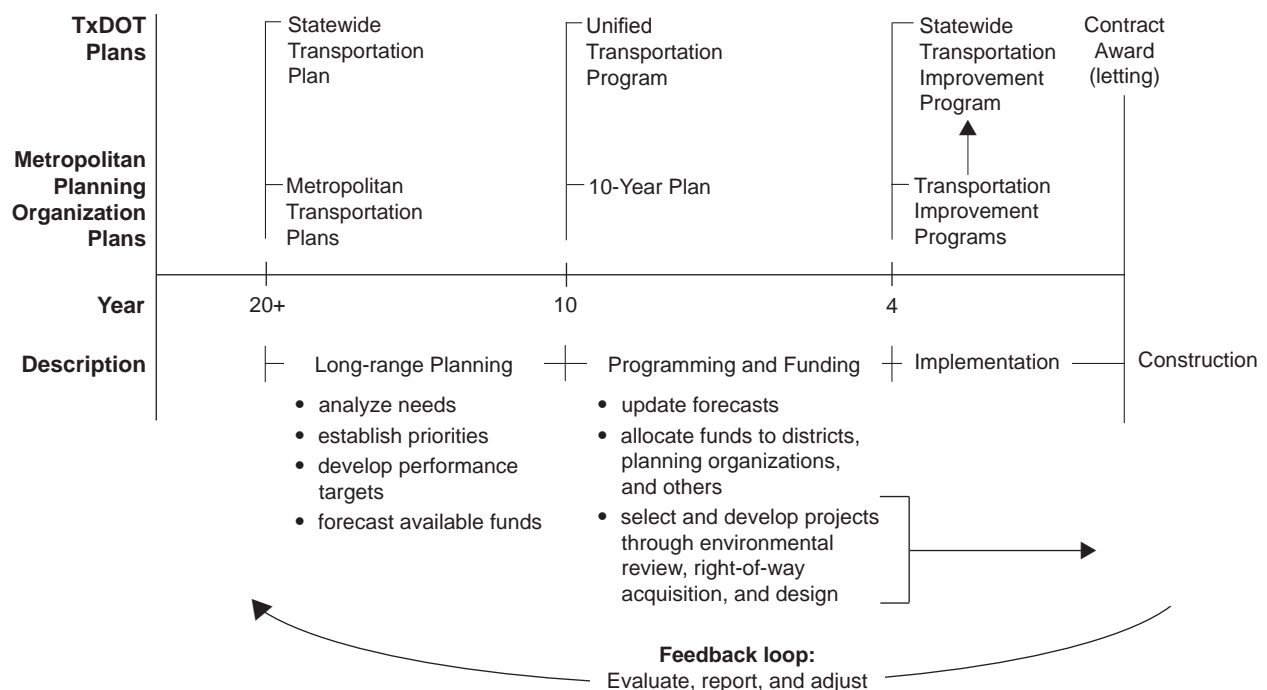 TxDOT
Plans
Statewide
Transportation
Plan
Unified
Transportation
Program
Statewide
Transportation
Improvement
Program
Contract
Award
(letting)
Metropolitan
Planning
Organization
Plans
Metropolitan
Transportation
Plans
10-Year Plan
Transportation
Improvement
Programs
Year
20+
10
4
Description
Long-range Planning
Programming and Funding
Implementation
Construction
• analyze needs
• establish priorities
• develop performance
targets
• forecast available funds
• update forecasts
• allocate funds to districts,
planning organizations,
and others
• select and develop projects
through environmental
review, right-of-way
acquisition, and design
Feedback loop:
Evaluate, report, and adjust